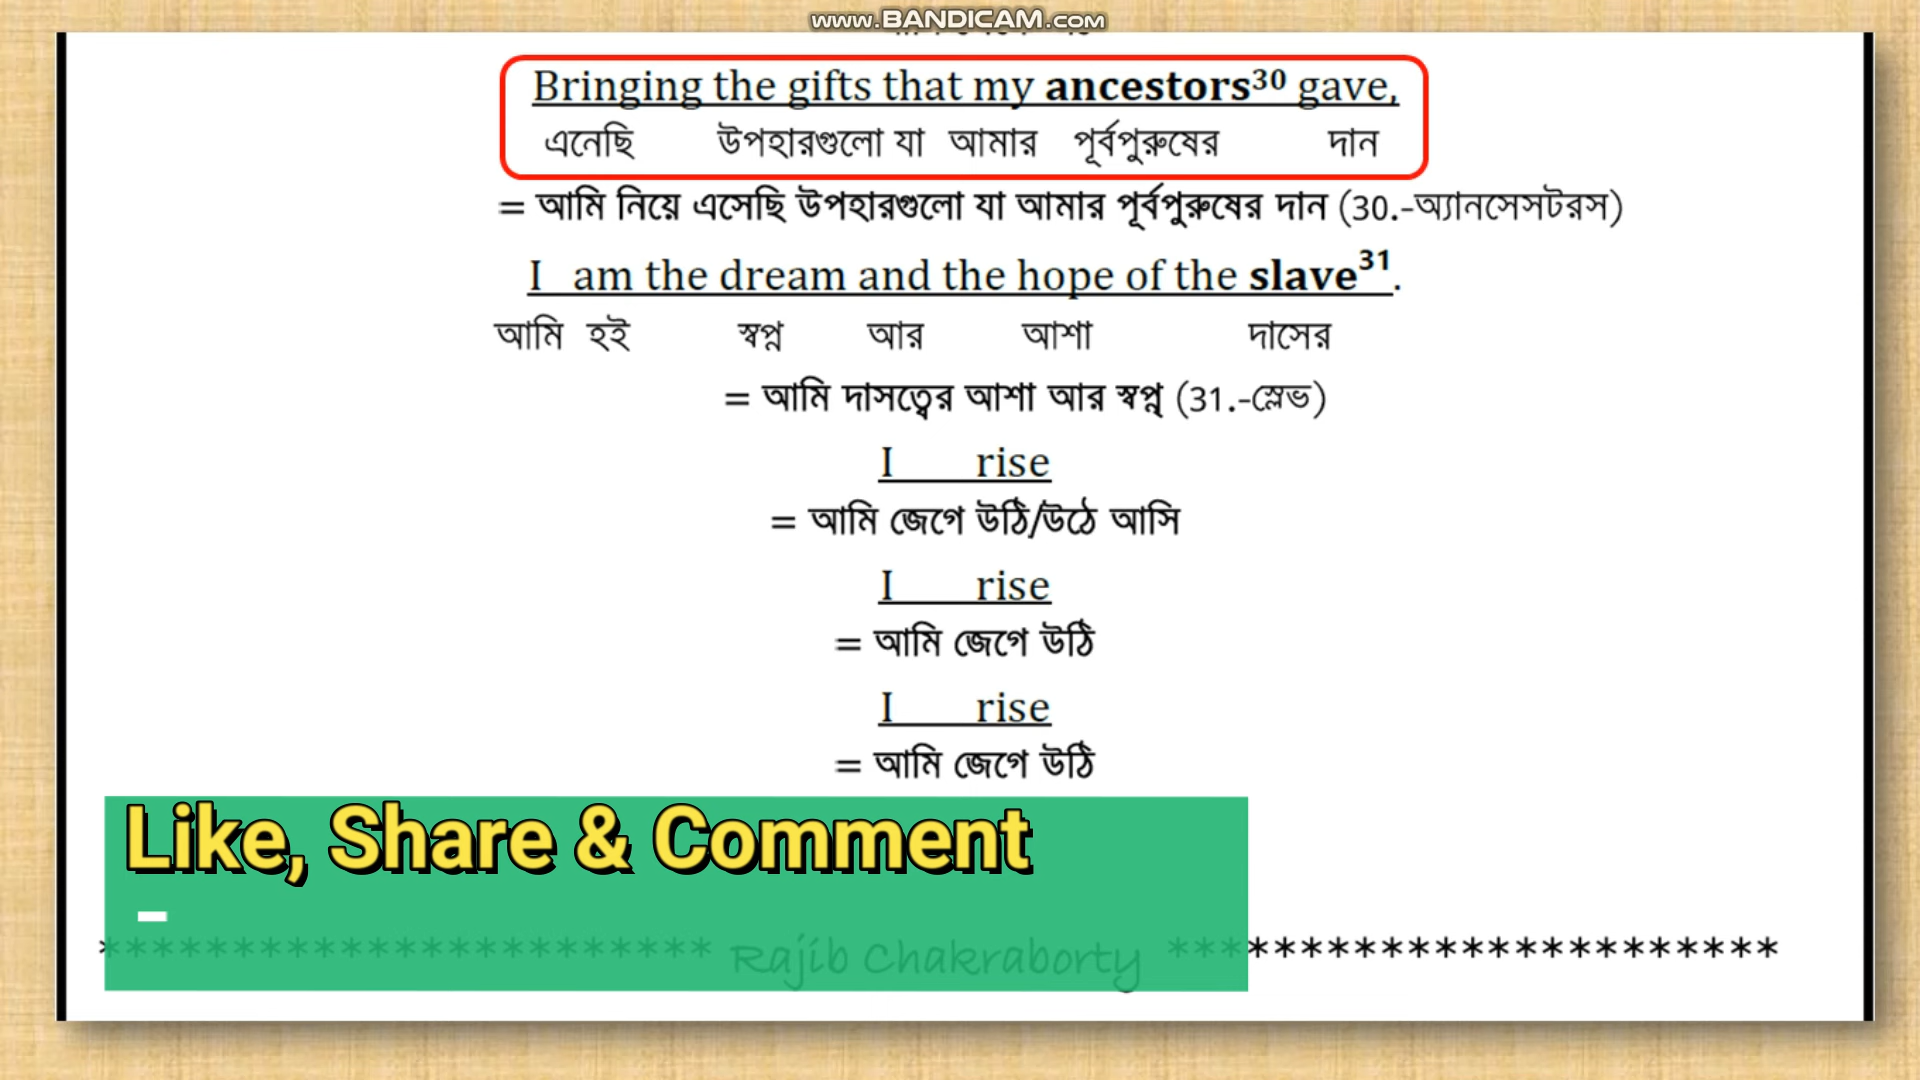 www.BANDICAM.com
Bringing the gifts that my ancestors30 gave,
এনেছি উপহারগুলো যা আমার পূর্বপুরুষের দান
= আমি নিয়ে এসেছি উপহারগুলো যা আমার পূর্বপুরুষের দান (30.-অ্যানসেসটরস)
I am the dream and the hope of the slave31.
আমি হই স্বপ্ন আর আশা দাসের
= আমি দাসত্বের আশা আর স্বপ্ন (31.-স্লেভ)
I rise
= আমি জেগে উঠি/উঠে আসি
I rise
= আমি জেগে উঠি
I rise
= আমি জেগে উঠি
Like, Share & Comment
*********************** Rajib Chakraborty ***********************